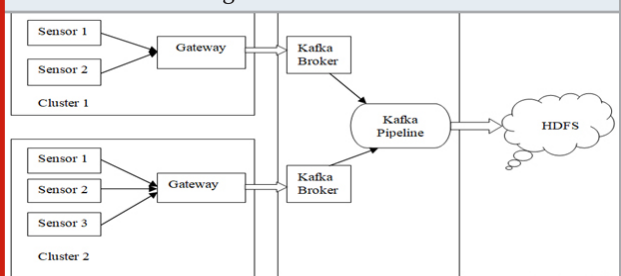 Sensor 1
Sensor 2
Gateway
Cluster 1
Kafka
Broker
Kafka
Pipeline
HDFS
Sensor 1
Sensor 2
Sensor 3
Gateway
Cluster 2
Kafka
Broker